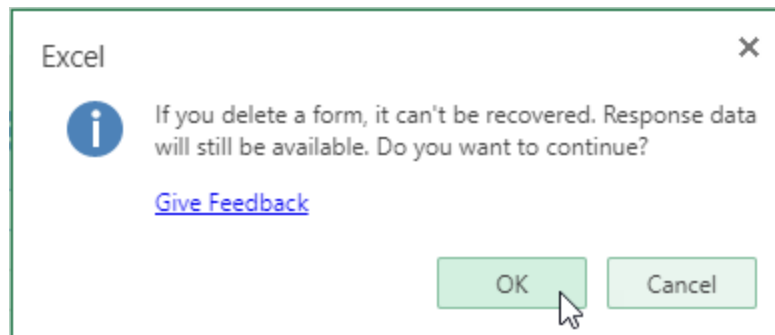 Excel
If you delete a form, it can't be recovered. Response data
will still be available. Do you want to continue?
Give Feedback
OK
Cancel